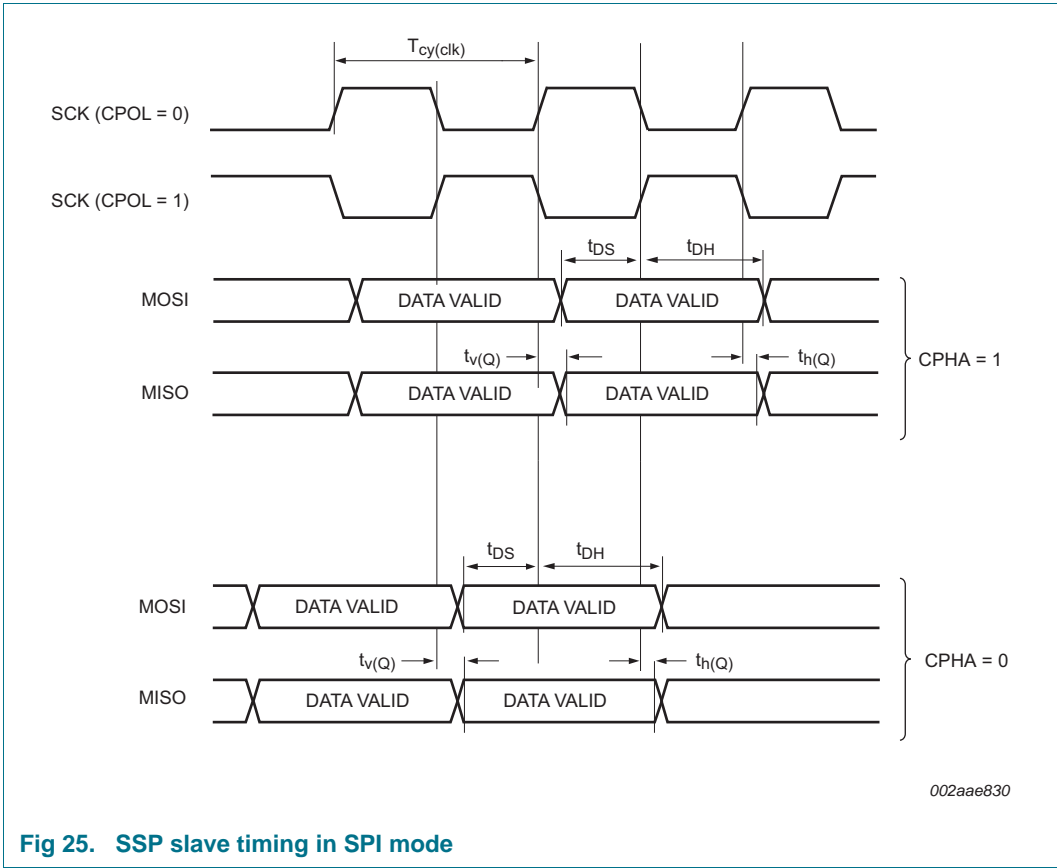 Tcy(clk)
SCK (CPOL = 0)
SCK (CPOL = 1)
tDS tDH
MOSI DATA VALID DATA VALID
tv(Q) th(Q)
MISO DATA VALID DATA VALID
CPHA = 1
tDS tDH
MOSI DATA VALID DATA VALID
tv(Q) th(Q)
MISO DATA VALID DATA VALID
CPHA = 0
002aae830
Fig 25. SSP slave timing in SPI mode